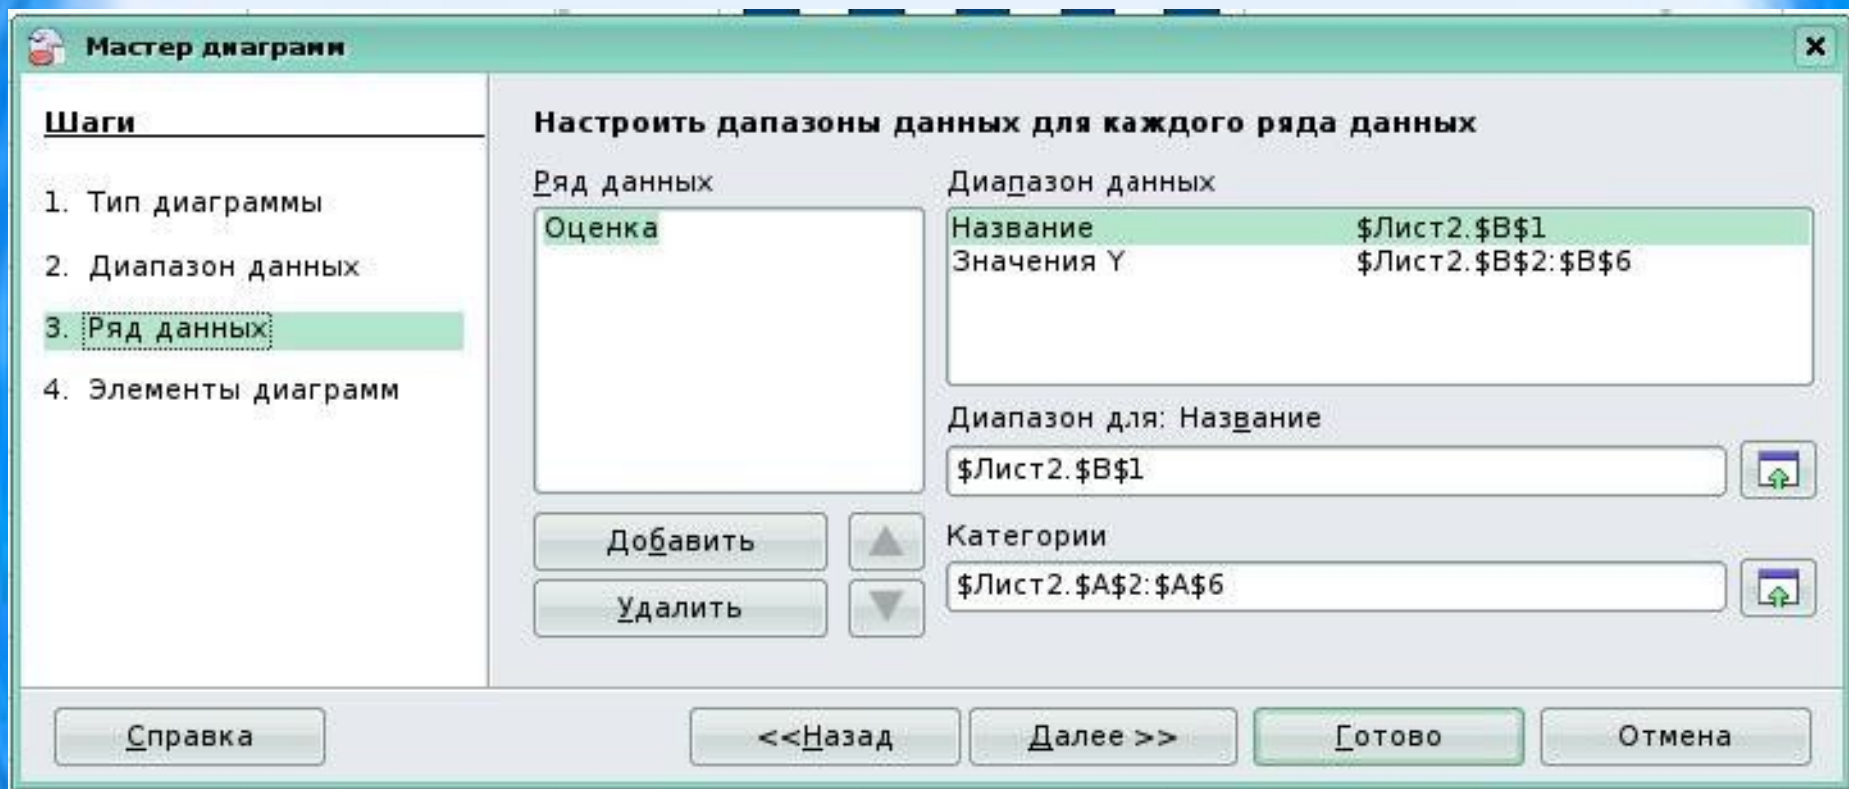 Мастер диаграмм
Шаги
1. Тип диаграммы
2. Диапазон данных
3. Ряд данных
4. Элементы диаграмм
Настроить дапазоны данных для каждого ряда данных
Ряд данных
Оценка
Добавить
Удалить
Диапазон данных
Название $Лист2.$B$1
Значения Y $Лист2.$B$2:$B$6
Диапазон для: Название
$Лист2.$B$1
Категории
$Лист2.$A$2:$A$6
Справка
<<Назад
Далее >>
Готово
Отмена